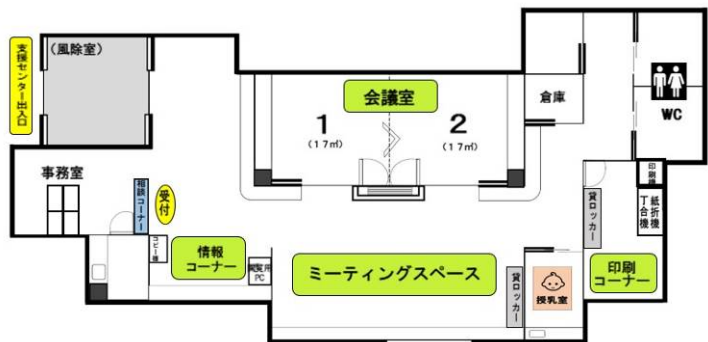 支援センター出入口
(風除室)
会議室
1
(17㎡)
2
(17㎡)
倉庫
WC
事務室
相談コーナー
受付
コピー機
情報
コーナー
閲覧用
PC
ミーティングスペース
貸ロッカー
貸ロッカー
授乳室
印刷機
紙折機
丁合機
印刷
コーナー